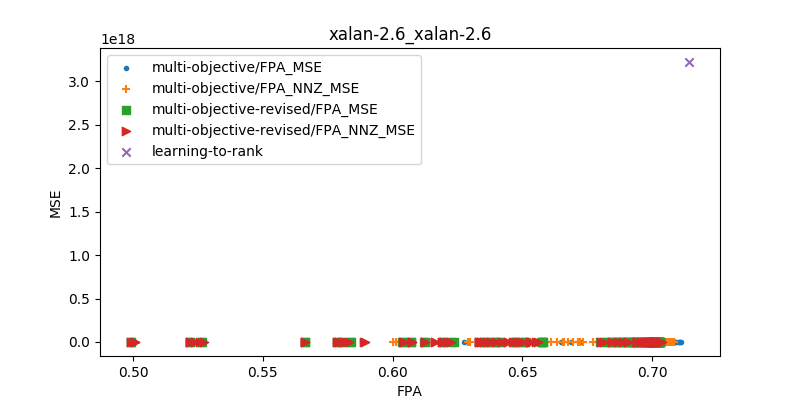 xalan-2.6_xalan-2.6
1e18
multi-objective/FPA_MSE
multi-objective/FPA_NNZ_MSE
multi-objective-revised/FPA_MSE
multi-objective-revised/FPA_NNZ_MSE
learning-to-rank
MSE
3.0
2.5
2.0
1.5
1.0
0.5
0.0
0.50
0.55
0.60
0.65
0.70
FPA